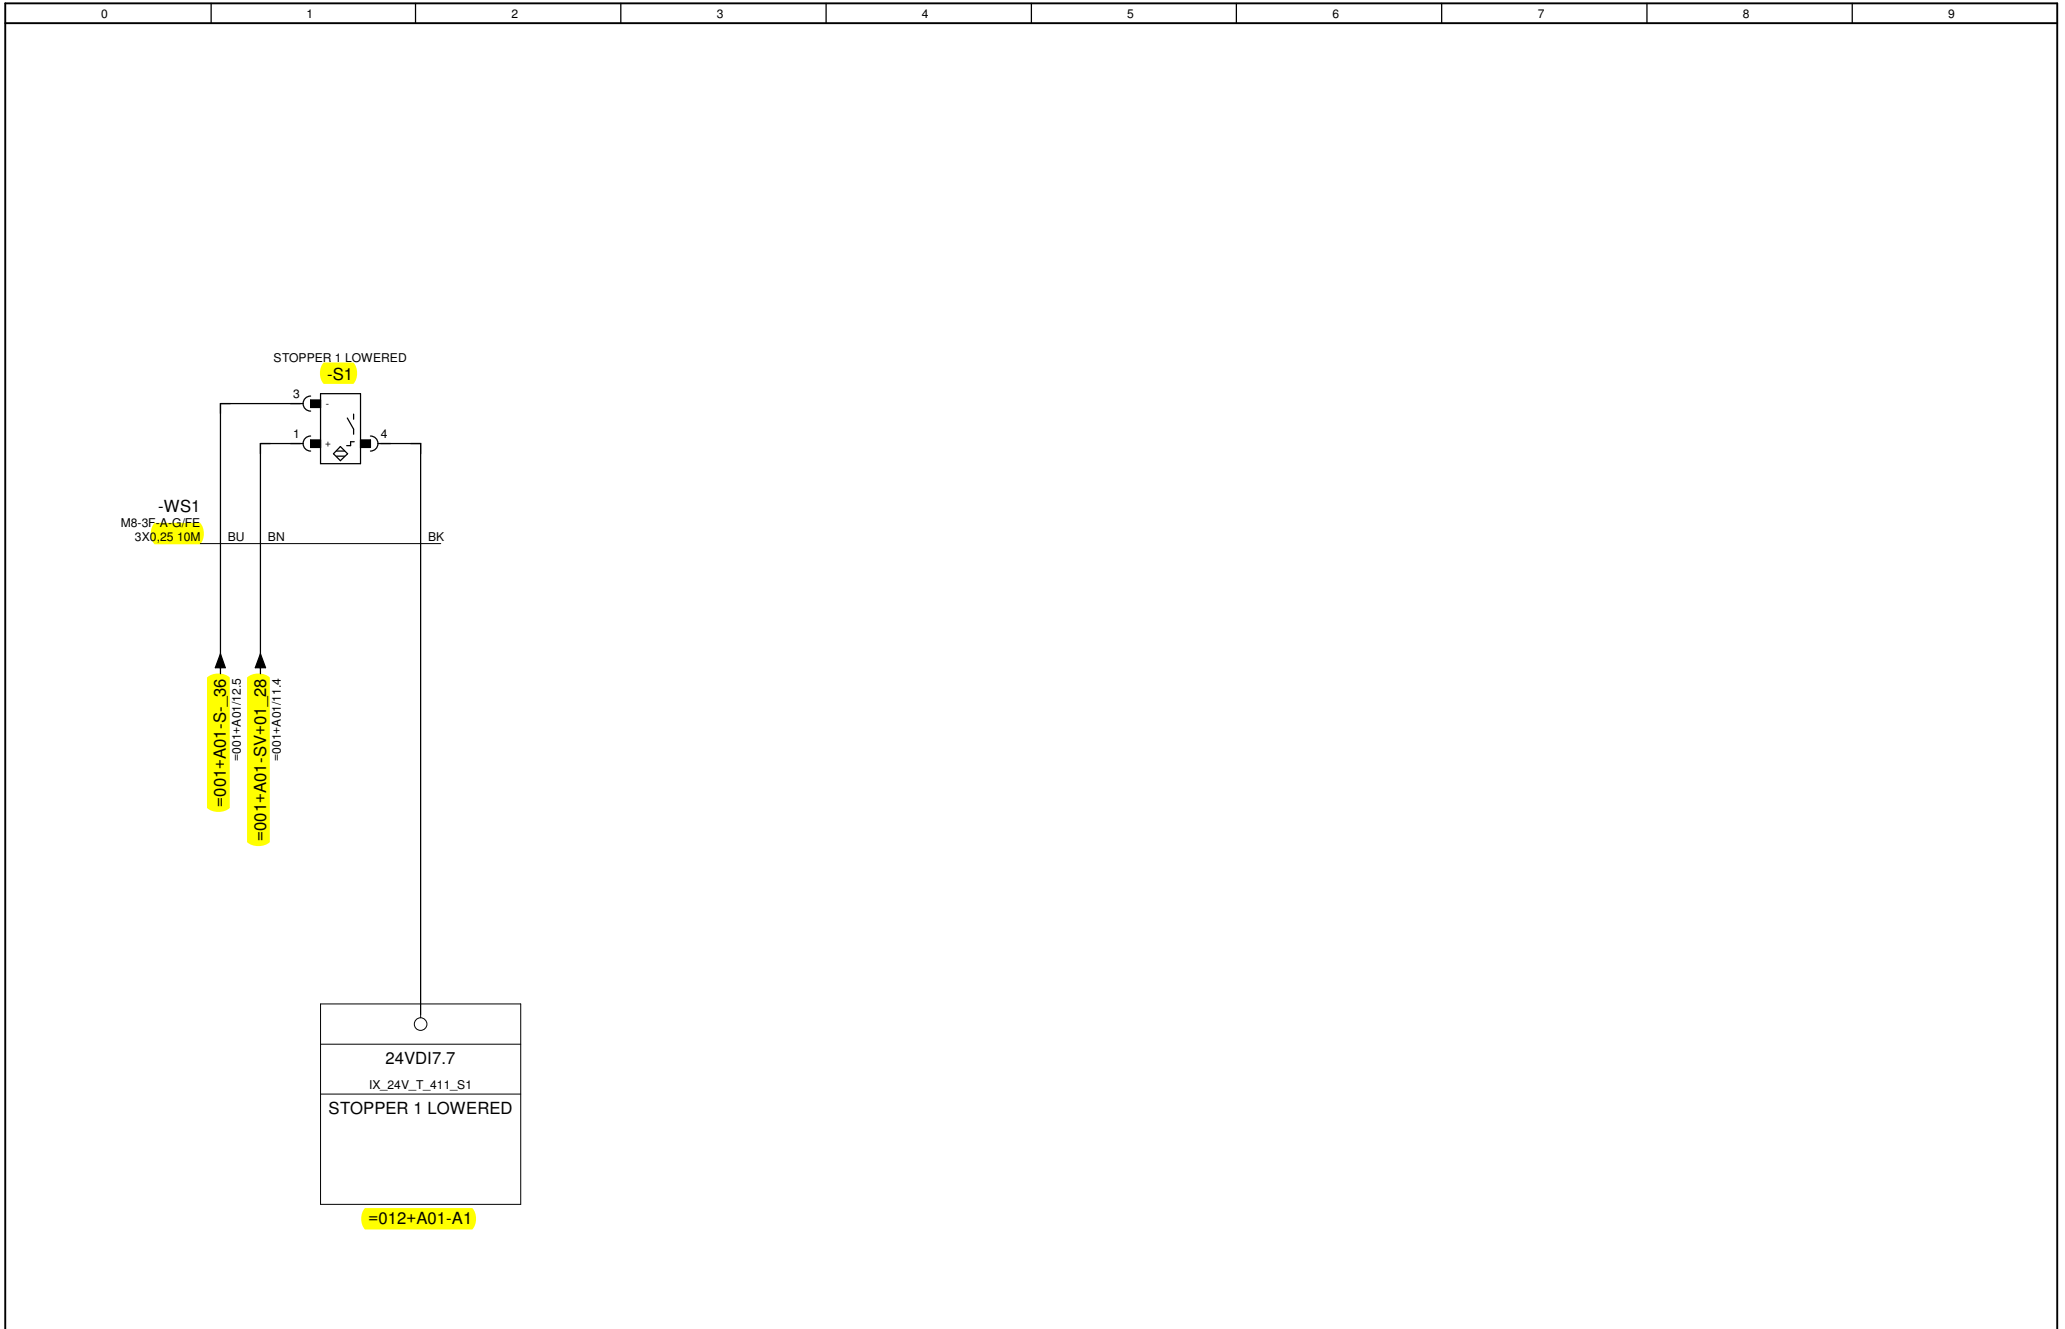 0 1 2 3 4 5 6 7 8 9
STOPPER 1 LOWERED
-S1
3 -
1 + 4
-WS1
M8-3F-A-G/FE
3X0,25 10M BU BN BK
=001+A01-S-_36
=001+A01/12.5
=001+A01-SV+01_28
=001+A01/11.4
24VDI7.7
IX_24V_T_411_S1
STOPPER 1 LOWERED
=012+A01-A1